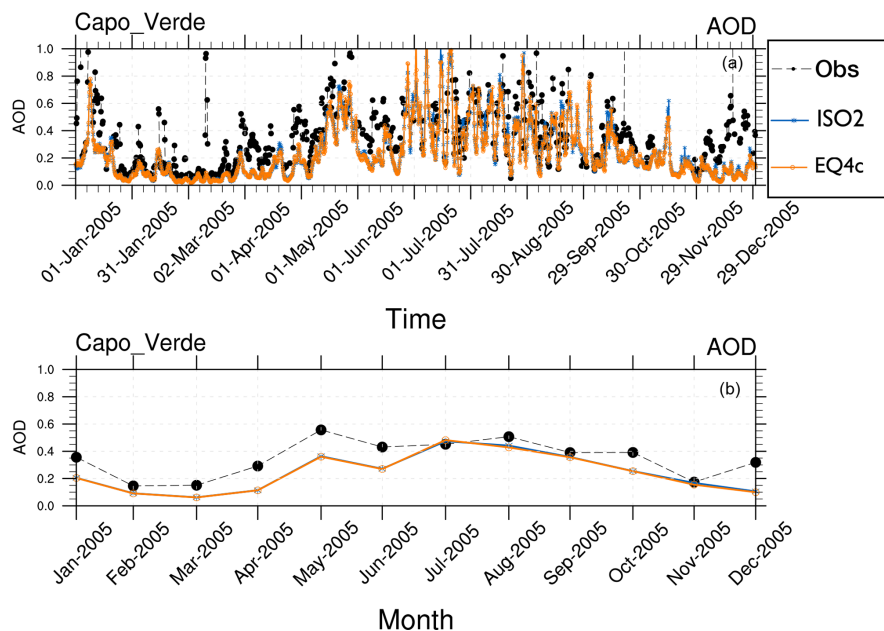 Capo_Verde
AOD
(a)
AOD
1.0
0.8
0.6
0.4
0.2
0.0
01-Jan-2005
31-Jan-2005
02-Mar-2005
01-Apr-2005
01-May-2005
01-Jun-2005
01-Jul-2005
31-Jul-2005
30-Aug-2005
29-Sep-2005
30-Oct-2005
29-Nov-2005
29-Dec-2005
Time
Obs
ISO2
EQ4c
Capo_Verde
AOD
(b)
AOD
1.0
0.8
0.6
0.4
0.2
0.0
Jan-2005
Feb-2005
Mar-2005
Apr-2005
May-2005
Jun-2005
Jul-2005
Aug-2005
Sep-2005
Oct-2005
Nov-2005
Dec-2005
Month